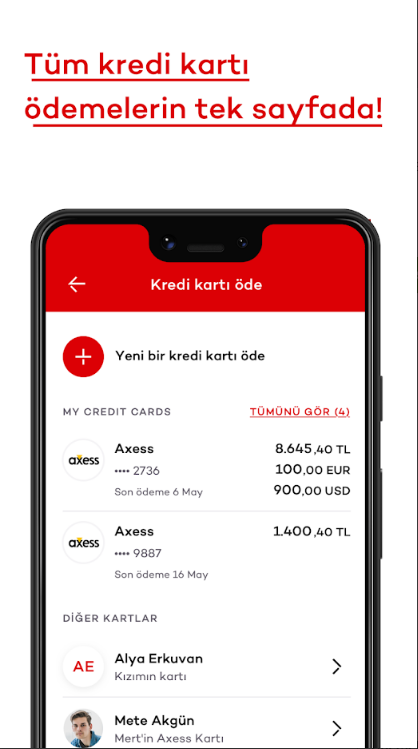 Tüm kredi kartı
ödemelerin tek sayfada!
Kredi kartı öde
Yeni bir kredi kartı öde
MY CREDIT CARDS
TÜMÜNÜ GÖR (4)
axess
Axess
•••• 2736
Son ödeme 6 May
8.645,40 TL
100,00 EUR
900,00 USD
axess
Axess
•••• 9887
Son ödeme 16 May
1.400,40 TL
DİĞER KARTLAR
AE
Alya Erkuvan
Kızımın kartı
Mete Akgün
Mert'in Axess Kartı